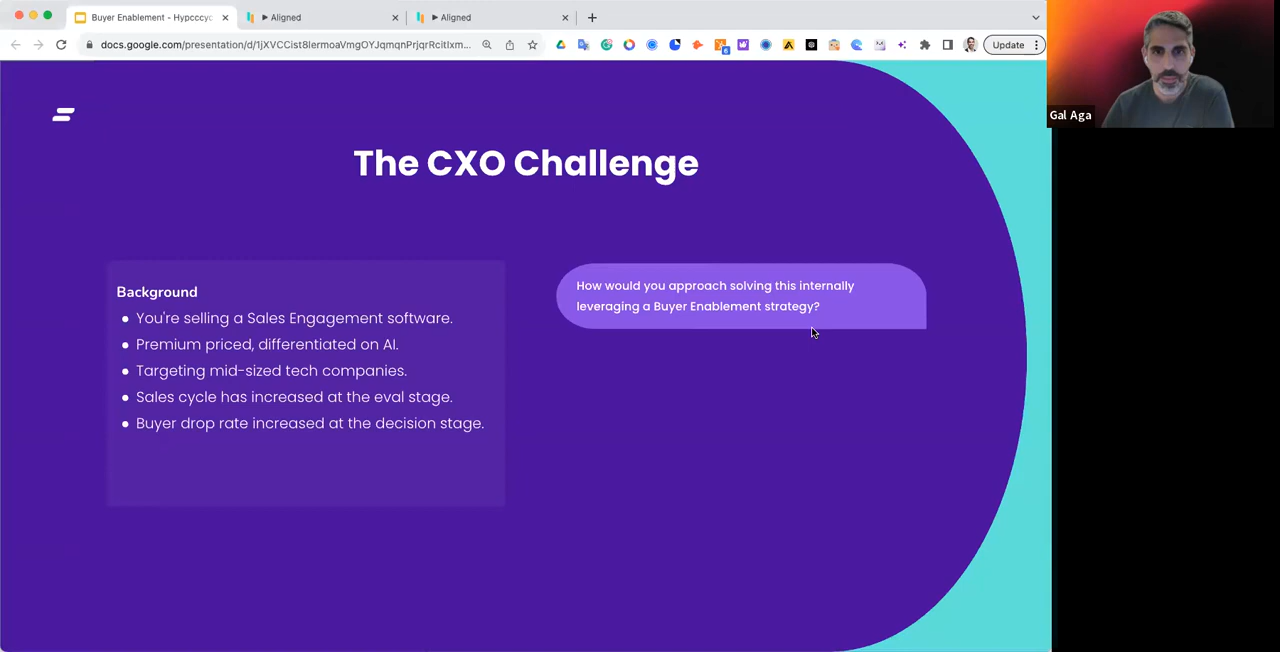 Buyer Enablement - Hypcccyc
Aligned
Aligned
docs.google.com/presentation/d/1jXVCCist8IermoaVmgOYJqmqnPrjqrRcitIxm...
Update
Gal Aga
The CXO Challenge
Background
• You're selling a Sales Engagement software.
• Premium priced, differentiated on AI.
• Targeting mid-sized tech companies.
• Sales cycle has increased at the eval stage.
• Buyer drop rate increased at the decision stage.
How would you approach solving this internally
leveraging a Buyer Enablement strategy?